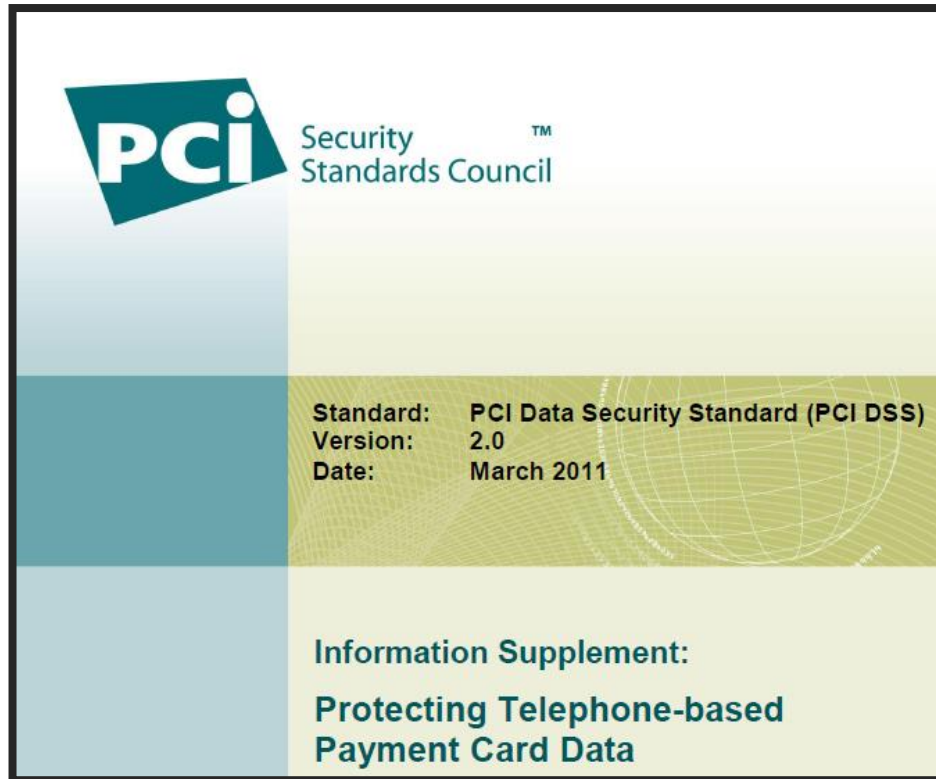 PCi
Security ™
Standards Council
Standard: PCI Data Security Standard (PCI DSS)
Version: 2.0
Date: March 2011
Information Supplement:
Protecting Telephone-based
Payment Card Data